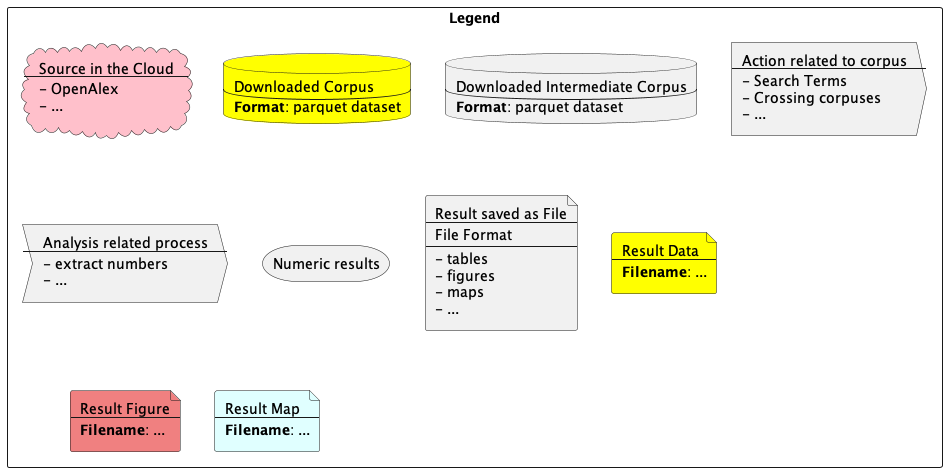 Legend
Source in the Cloud
- OpenAlex
- ...
Downloaded Corpus
Format: parquet dataset
Downloaded Intermediate Corpus
Format: parquet dataset
Action related to corpus
- Search Terms
- Crossing corpuses
- ...
Analysis related process
- extract numbers
- ...
Numeric results
Result saved as File
File Format
- tables
- figures
- maps
- ...
Result Data
Filename: ...
Result Figure
Filename: ...
Result Map
Filename: ...